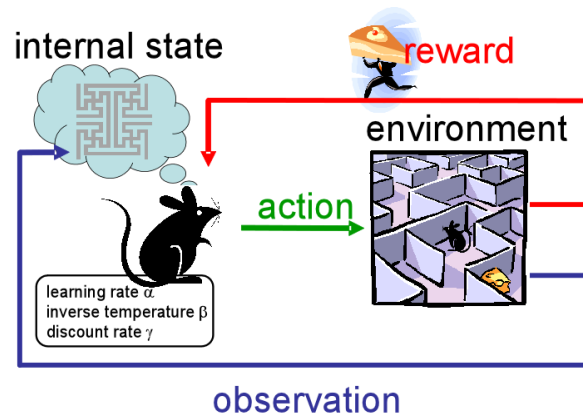 internal state
reward
environment
action
learning rate α
inverse temperature β
discount rate γ
observation